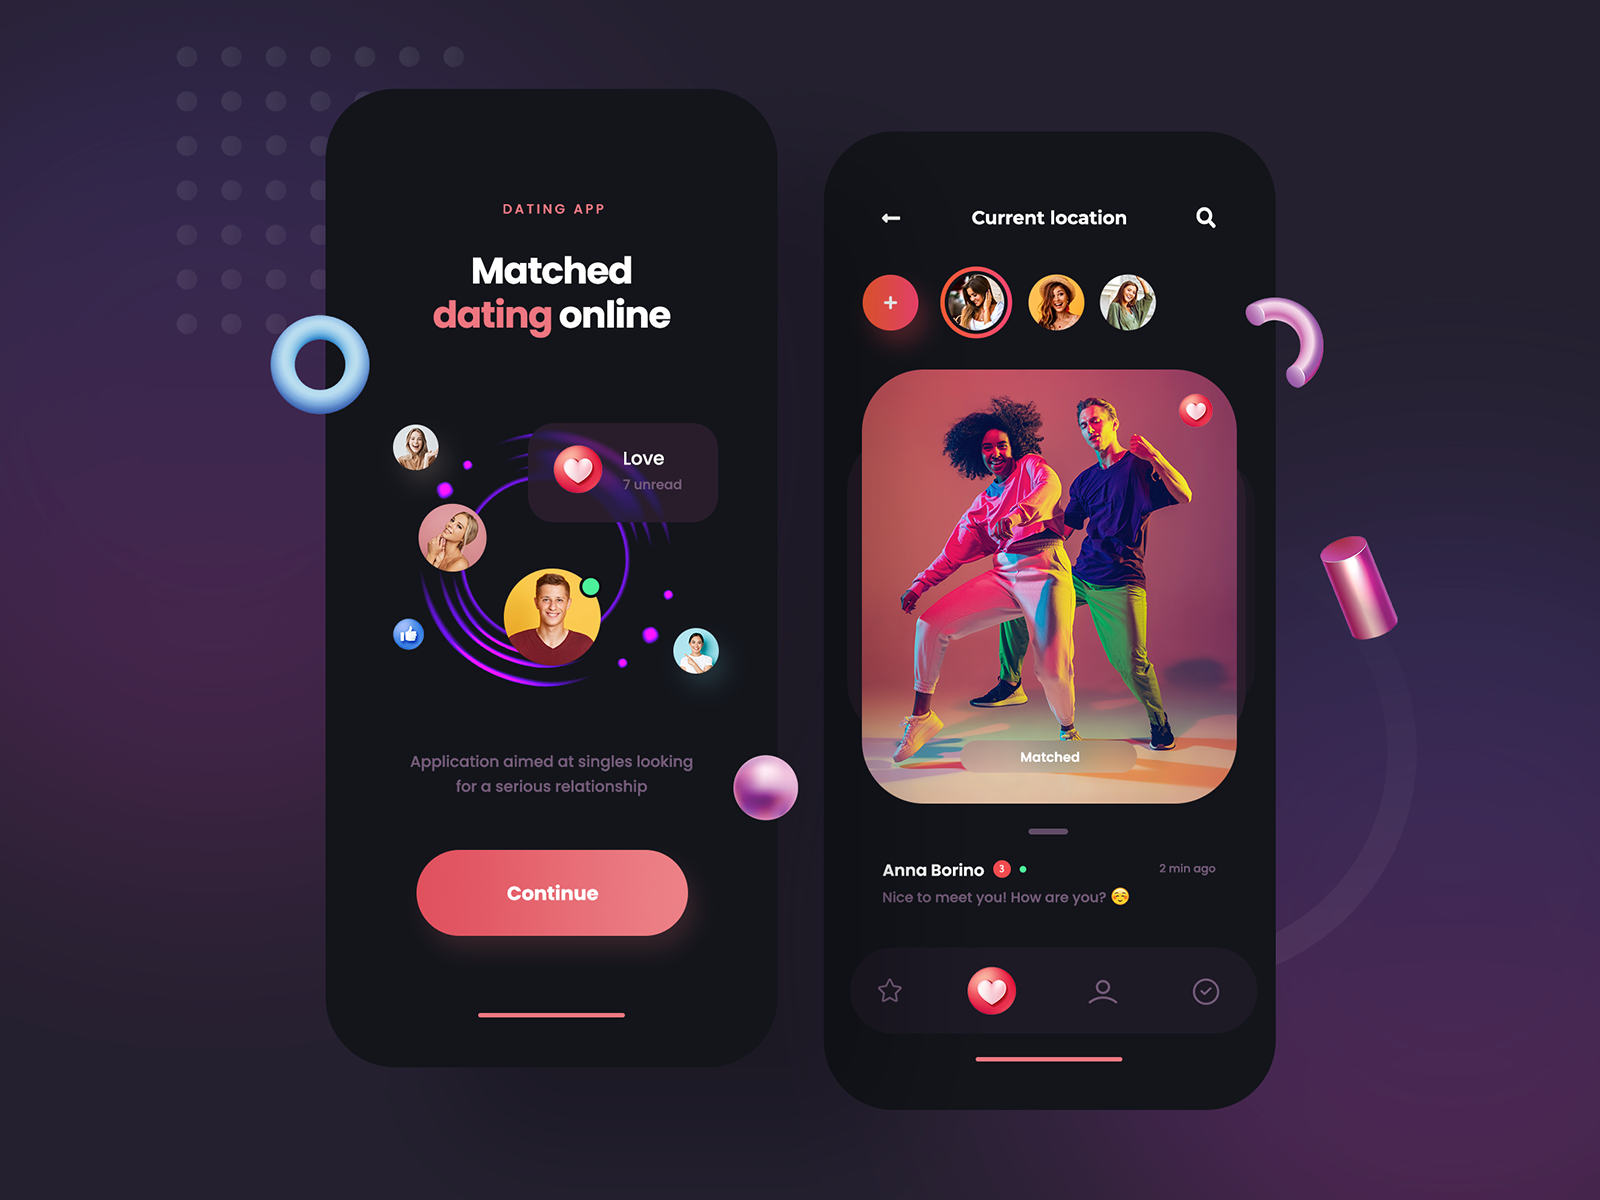 DATING APP
Matched
dating online
Love
7 unread
Application aimed at singles looking
for a serious relationship
Continue
Current location
Matched
Anna Borino 3
2 min ago
Nice to meet you! How are you? ☺️